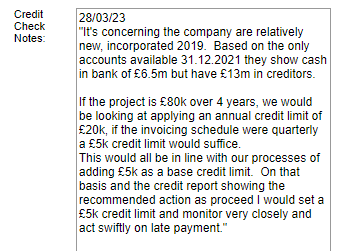 Credit
Check
Notes:
28/03/23
"It's concerning the company are relatively
new, incorporated 2019.  Based on the only
accounts available 31.12.2021 they show cash
in bank of £6.5m but have £13m in creditors.

If the project is £80k over 4 years, we would
be looking at applying an annual credit limit of
£20k, if the invoicing schedule were quarterly
a £5k credit limit would suffice.
This would all be in line with our processes of
adding £5k as a base credit limit.  On that
basis and the credit report showing the
recommended action as proceed I would set a
£5k credit limit and monitor very closely and
act swiftly on late payment."